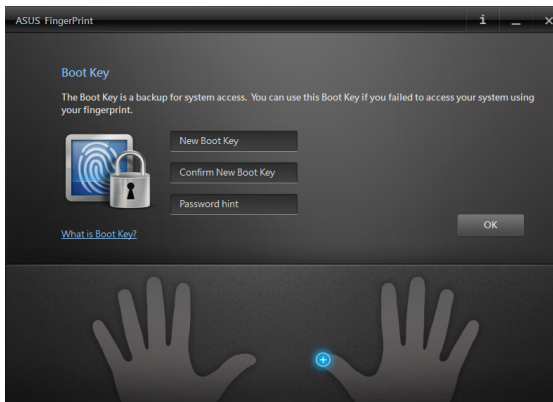 ASUS FingerPrint
Boot Key
The Boot Key is a backup for system access. You can use this Boot Key if you failed to access your system using
your fingerprint.
New Boot Key
Confirm New Boot Key
Password hint
OK
What is Boot Key?